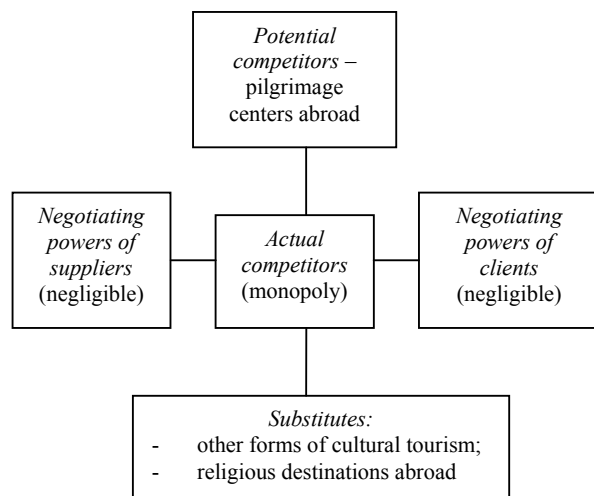 Potential
competitors –
pilgrimage
centers abroad
Negotiating
powers of
suppliers
(negligible)
Actual
competitors
(monopoly)
Negotiating
powers of
clients
(negligible)
Substitutes:
- other forms of cultural tourism;
- religious destinations abroad